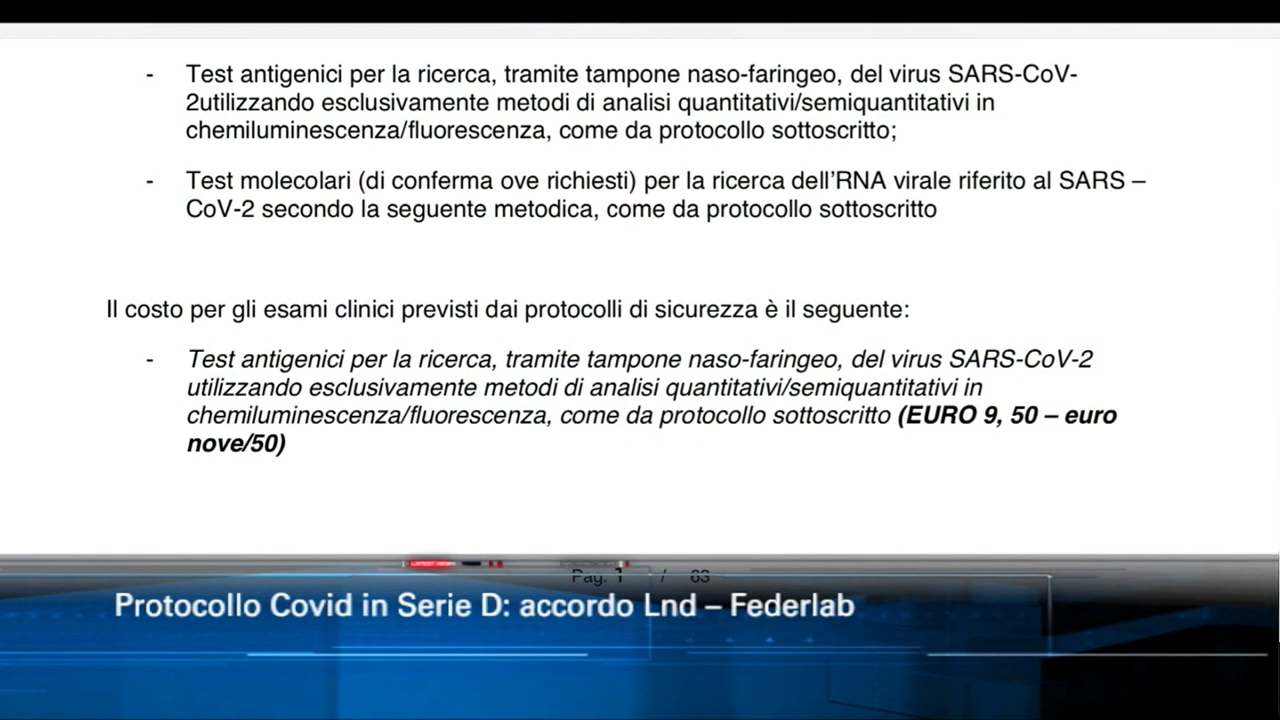 - Test antigenici per la ricerca, tramite tampone naso-faringeo, del virus SARS-CoV-
2utilizzando esclusivamente metodi di analisi quantitativi/semiquantitativi in
chemiluminescenza/fluorescenza, come da protocollo sottoscritto;
- Test molecolari (di conferma ove richiesti) per la ricerca dell'RNA virale riferito al SARS –
CoV-2 secondo la seguente metodica, come da protocollo sottoscritto
Il costo per gli esami clinici previsti dai protocolli di sicurezza è il seguente:
- Test antigenici per la ricerca, tramite tampone naso-faringeo, del virus SARS-CoV-2
utilizzando esclusivamente metodi di analisi quantitativi/semiquantitativi in
chemiluminescenza/fluorescenza, come da protocollo sottoscritto (EURO 9, 50 – euro
nove/50)
LATEST NEWS
Pag. 1 / 63
Protocollo Covid in Serie D: accordo Lnd – Federlab